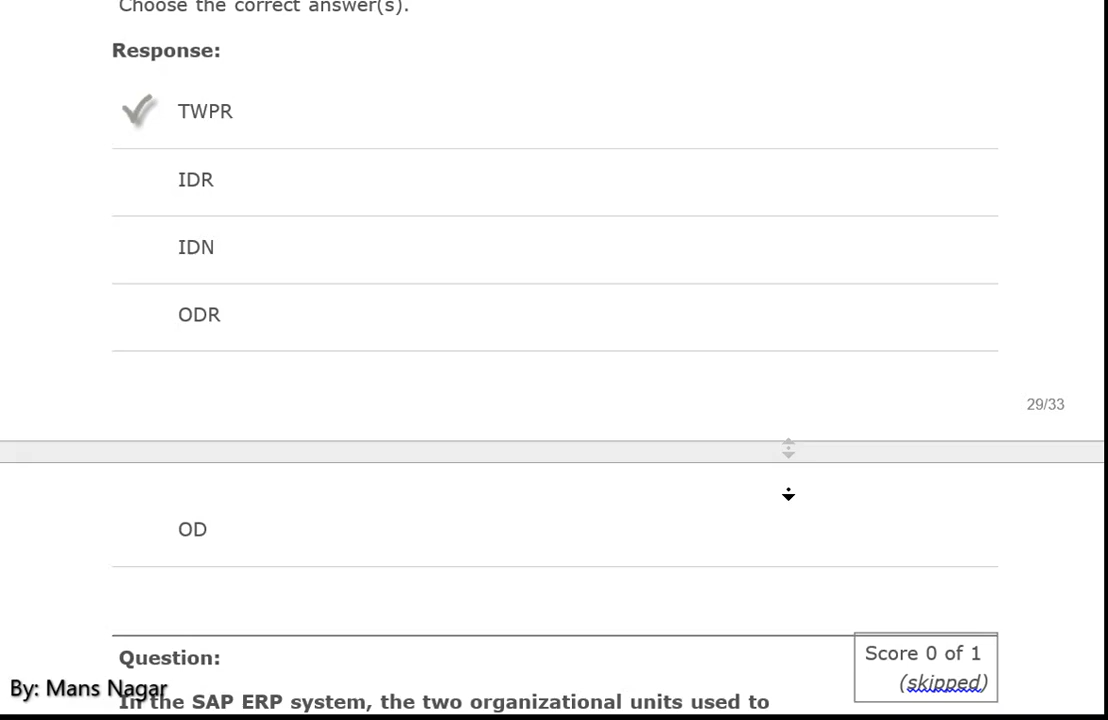 Choose the correct answer(s).
Response:
TWPR
IDR
IDN
ODR
29/33
OD
Score 0 of 1
(skipped)
Question:
In the SAP ERP system, the two organizational units used to
By: Mans Nagar